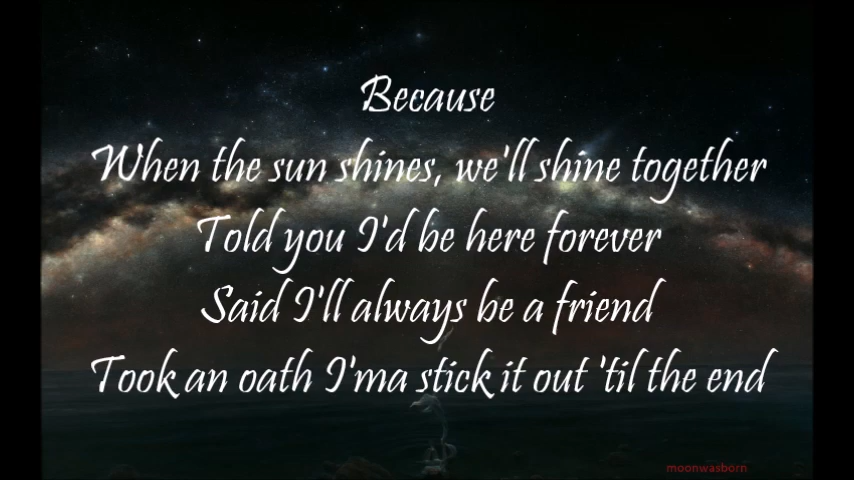 Because
When the sun shines, we'll shine together
Told you I'd be here forever
Said I'll always be a friend
Took an oath I'ma stick it out 'til the end
moonwasborn